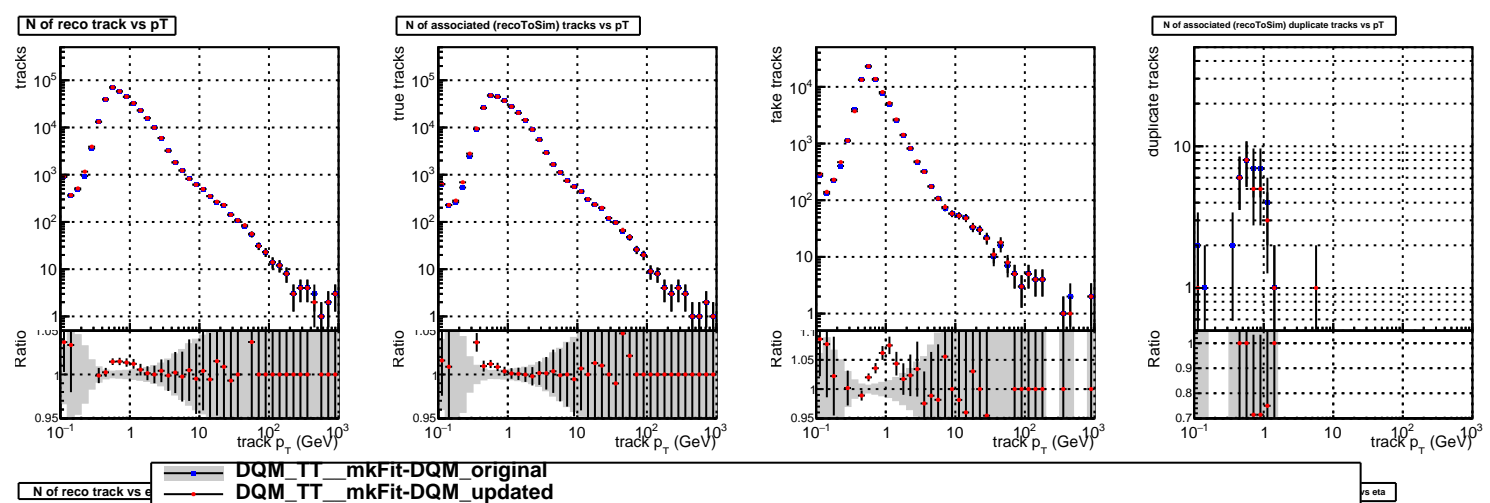 N of reco track vs pT
N of associated (recoToSim) tracks vs pT
N of associated (recoToSim) duplicate tracks vs pT
tracks
10^5
10^4
10^3
10^2
10
1
Ratio
1.05
1
0.95
10^-1 1 10 10^2 10^3
track p_T (GeV)
true tracks
10^5
10^4
10^3
10^2
10
1
Ratio
1.05
1
0.95
10^-1 1 10 10^2 10^3
track p_T (GeV)
fake tracks
10^4
10^3
10^2
10
1
Ratio
1.1
1.05
1
0.95
10^-1 1 10 10^2 10^3
track p_T (GeV)
duplicate tracks
10
1
Ratio
1
0.9
0.8
0.7
10^-1 1 10 10^2 10^3
track p_T (GeV)
DQM_TT__mkFit-DQM_original
DQM_TT__mkFit-DQM_updated
N of reco track vs e
vs eta